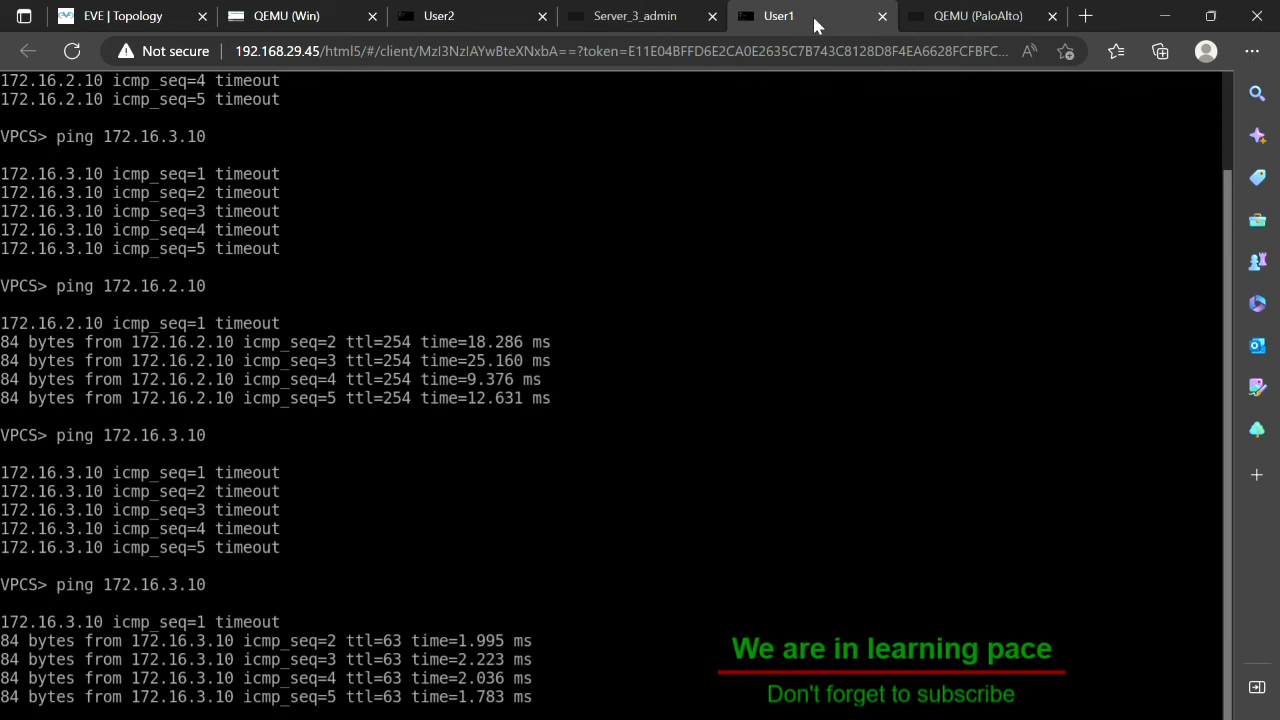 EVE | Topology
QEMU (Win)
User2
Server_3_admin
User1
QEMU (PaloAlto)
Not secure
192.168.29.45/html5/#/client/MzI3NzIAYwBteXNxbA==?token=E11E04BFFD6E2CA0E2635C7B743C8128D8F4EA6628FCFBFC...
172.16.2.10 icmp_seq=4 timeout
172.16.2.10 icmp_seq=5 timeout
VPCS> ping 172.16.3.10
172.16.3.10 icmp_seq=1 timeout
172.16.3.10 icmp_seq=2 timeout
172.16.3.10 icmp_seq=3 timeout
172.16.3.10 icmp_seq=4 timeout
172.16.3.10 icmp_seq=5 timeout
VPCS> ping 172.16.2.10
172.16.2.10 icmp_seq=1 timeout
84 bytes from 172.16.2.10 icmp_seq=2 ttl=254 time=18.286 ms
84 bytes from 172.16.2.10 icmp_seq=3 ttl=254 time=25.160 ms
84 bytes from 172.16.2.10 icmp_seq=4 ttl=254 time=9.376 ms
84 bytes from 172.16.2.10 icmp_seq=5 ttl=254 time=12.631 ms
VPCS> ping 172.16.3.10
172.16.3.10 icmp_seq=1 timeout
172.16.3.10 icmp_seq=2 timeout
172.16.3.10 icmp_seq=3 timeout
172.16.3.10 icmp_seq=4 timeout
172.16.3.10 icmp_seq=5 timeout
VPCS> ping 172.16.3.10
172.16.3.10 icmp_seq=1 timeout
84 bytes from 172.16.3.10 icmp_seq=2 ttl=63 time=1.995 ms
84 bytes from 172.16.3.10 icmp_seq=3 ttl=63 time=2.223 ms
84 bytes from 172.16.3.10 icmp_seq=4 ttl=63 time=2.036 ms
84 bytes from 172.16.3.10 icmp_seq=5 ttl=63 time=1.783 ms
We are in learning pace
Don't forget to subscribe